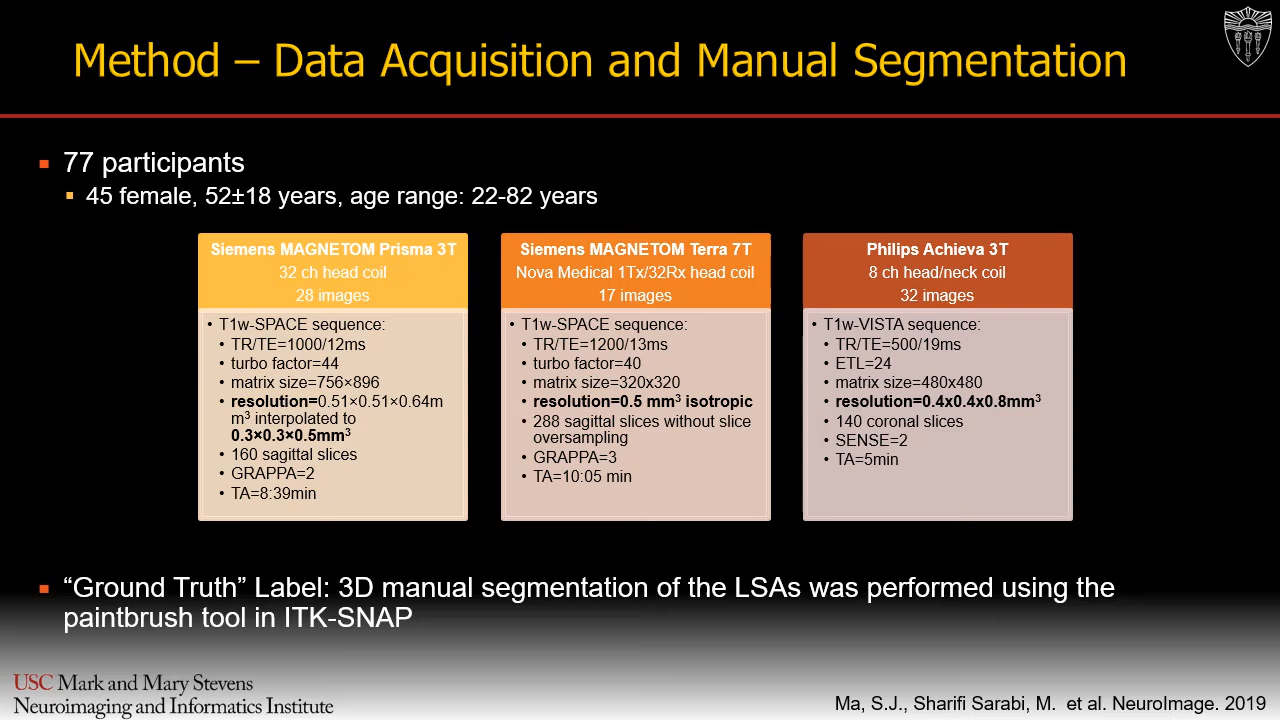 Method – Data Acquisition and Manual Segmentation
▪ 77 participants
▪ 45 female, 52±18 years, age range: 22-82 years
Siemens MAGNETOM Prisma 3T
32 ch head coil
28 images
• T1w-SPACE sequence:
• TR/TE=1000/12ms
• turbo factor=44
• matrix size=756×896
• resolution=0.51×0.51×0.64m
m³ interpolated to
0.3×0.3×0.5mm³
• 160 sagittal slices
• GRAPPA=2
• TA=8:39min
Siemens MAGNETOM Terra 7T
Nova Medical 1Tx/32Rx head coil
17 images
• T1w-SPACE sequence:
• TR/TE=1200/13ms
• turbo factor=40
• matrix size=320x320
• resolution=0.5 mm³ isotropic
• 288 sagittal slices without slice
oversampling
• GRAPPA=3
• TA=10:05 min
Philips Achieva 3T
8 ch head/neck coil
32 images
• T1w-VISTA sequence:
• TR/TE=500/19ms
• ETL=24
• matrix size=480x480
• resolution=0.4x0.4x0.8mm³
• 140 coronal slices
• SENSE=2
• TA=5min
▪ “Ground Truth” Label: 3D manual segmentation of the LSAs was performed using the
paintbrush tool in ITK-SNAP
USC Mark and Mary Stevens
Neuroimaging and Informatics Institute
Ma, S.J., Sharifi Sarabi, M.  et al. NeuroImage. 2019